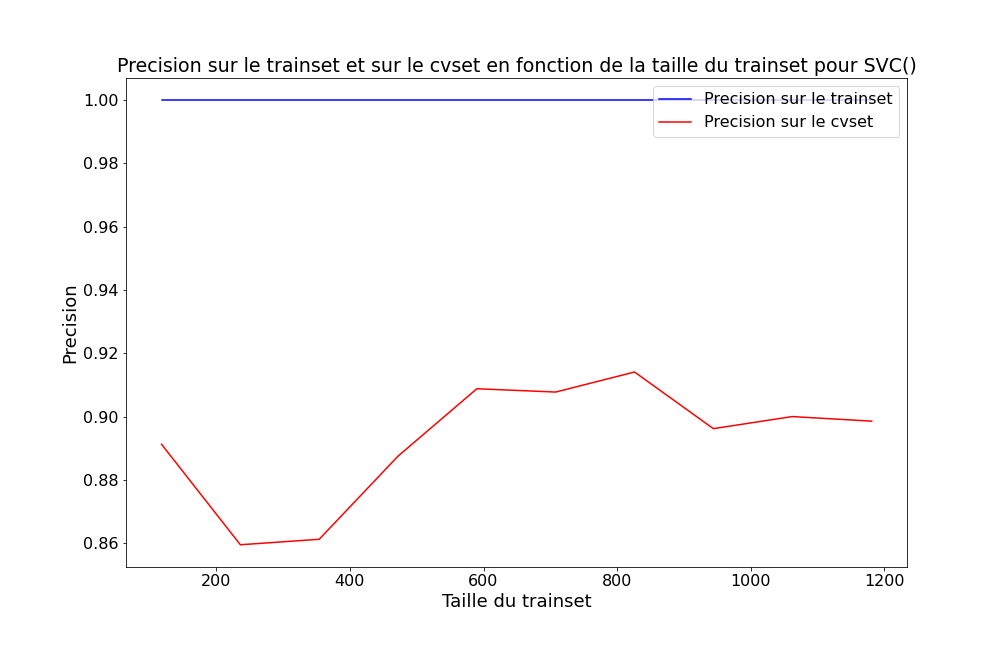 Precision sur le trainset et sur le cvset en fonction de la taille du trainset pour SVC()
Precision sur le trainset
Precision sur le cvset
1.00
0.98
0.96
0.94
0.92
0.90
0.88
0.86
Precision
200 400 600 800 1000 1200
Taille du trainset